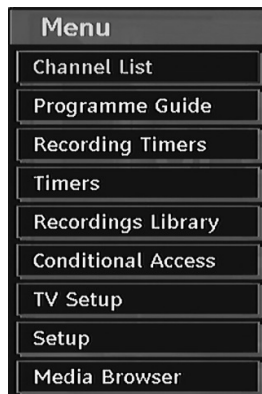 Menu
Channel List
Programme Guide
Recording Timers
Timers
Recordings Library
Conditional Access
TV Setup
Setup
Media Browser